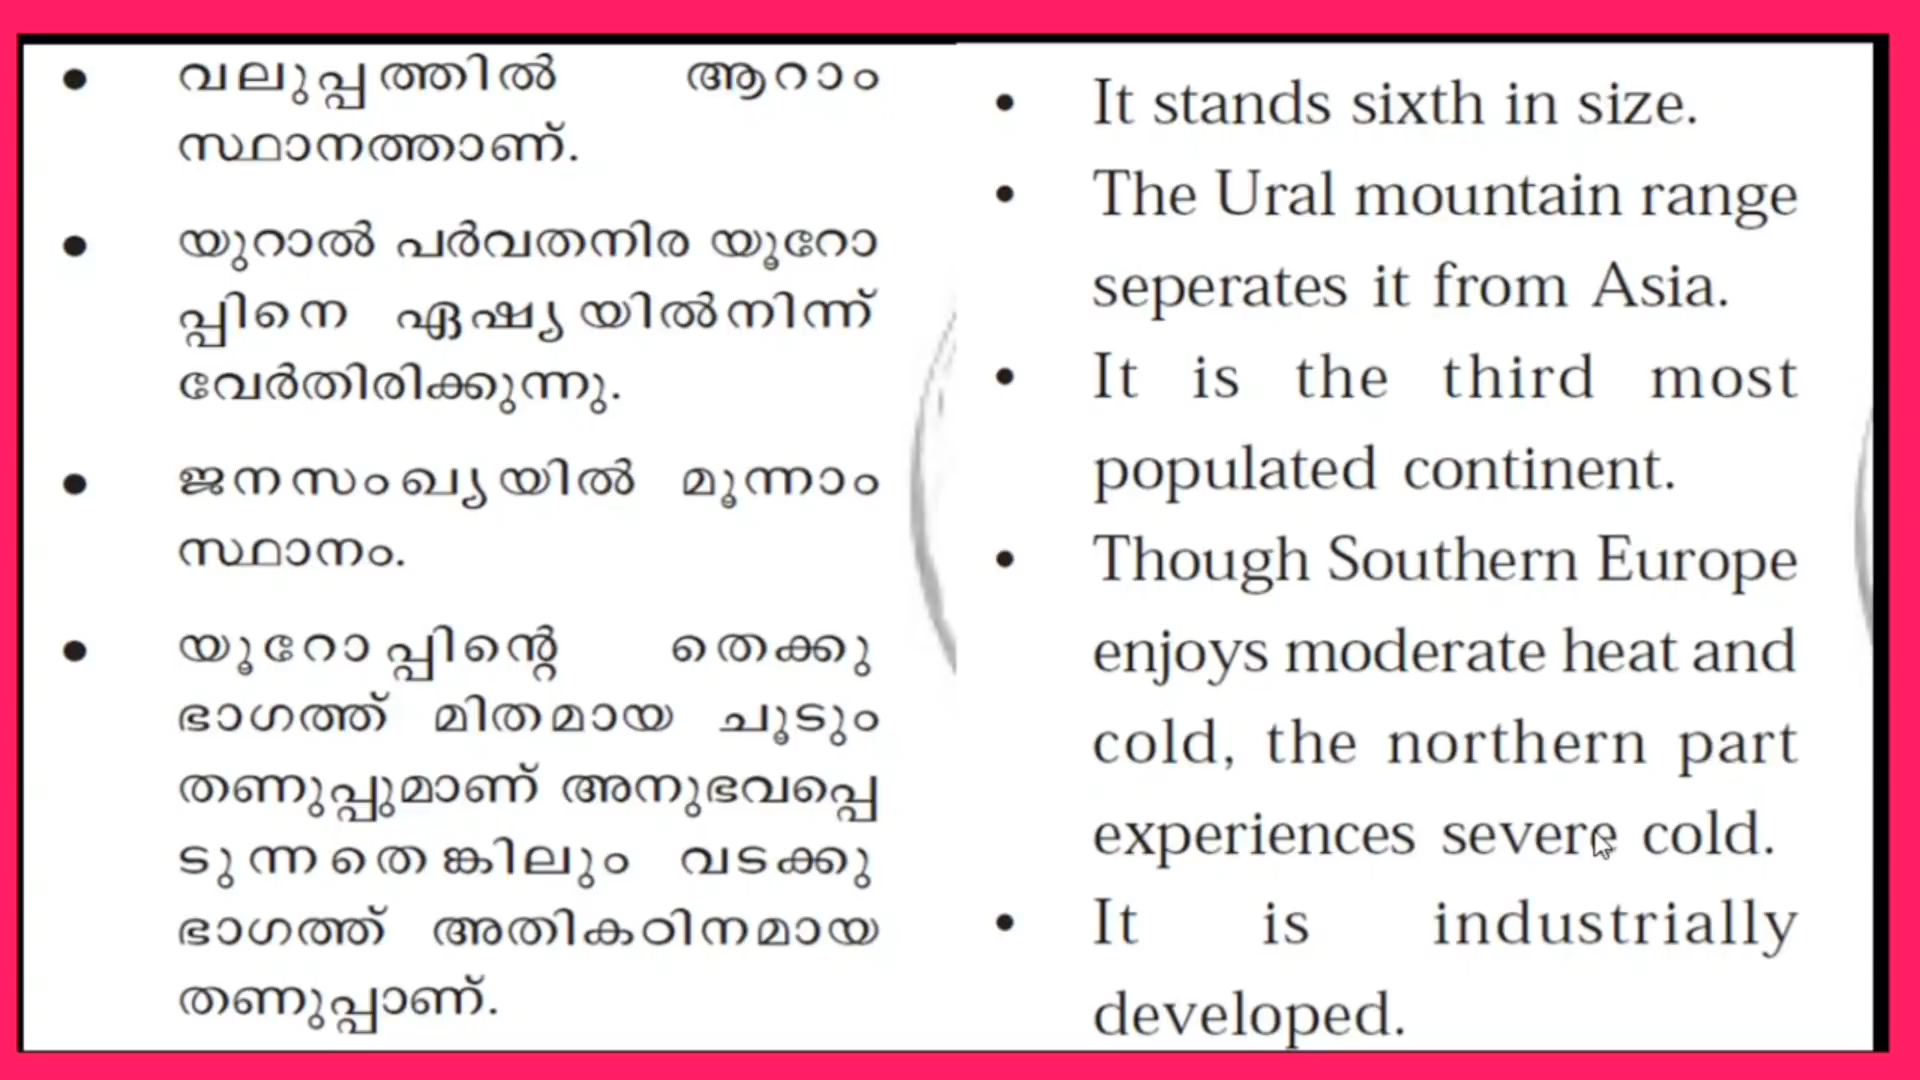 • വലുപ്പത്തിൽ ആറാം
സ്ഥാനത്താണ്.
• യുറാൽ പർവതനിര യൂറോ
പ്പിനെ ഏഷ്യയിൽനിന്ന്
വേർതിരിക്കുന്നു.
• ജനസംഖ്യയിൽ മൂന്നാം
സ്ഥാനം.
• യൂറോപ്പിന്റെ തെക്കു
ഭാഗത്ത് മിതമായ ചൂടും
തണുപ്പുമാണ് അനുഭവപ്പെ
ടുന്നതെങ്കിലും വടക്കു
ഭാഗത്ത് അതികഠിനമായ
തണുപ്പാണ്.
• It stands sixth in size.
• The Ural mountain range
seperates it from Asia.
• It is the third most
populated continent.
• Though Southern Europe
enjoys moderate heat and
cold, the northern part
experiences severe cold.
• It is industrially
developed.